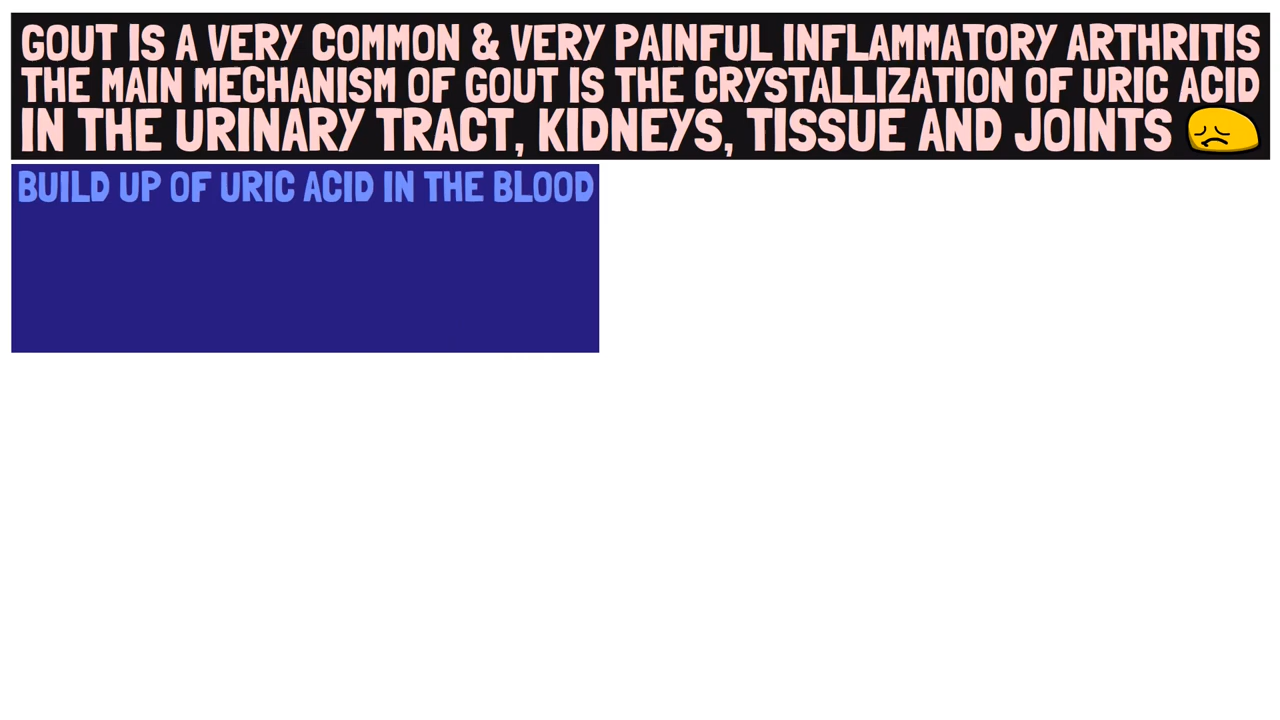 GOUT IS A VERY COMMON & VERY PAINFUL INFLAMMATORY ARTHRITIS
THE MAIN MECHANISM OF GOUT IS THE CRYSTALLIZATION OF URIC ACID
IN THE URINARY TRACT, KIDNEYS, TISSUE AND JOINTS
BUILD UP OF URIC ACID IN THE BLOOD